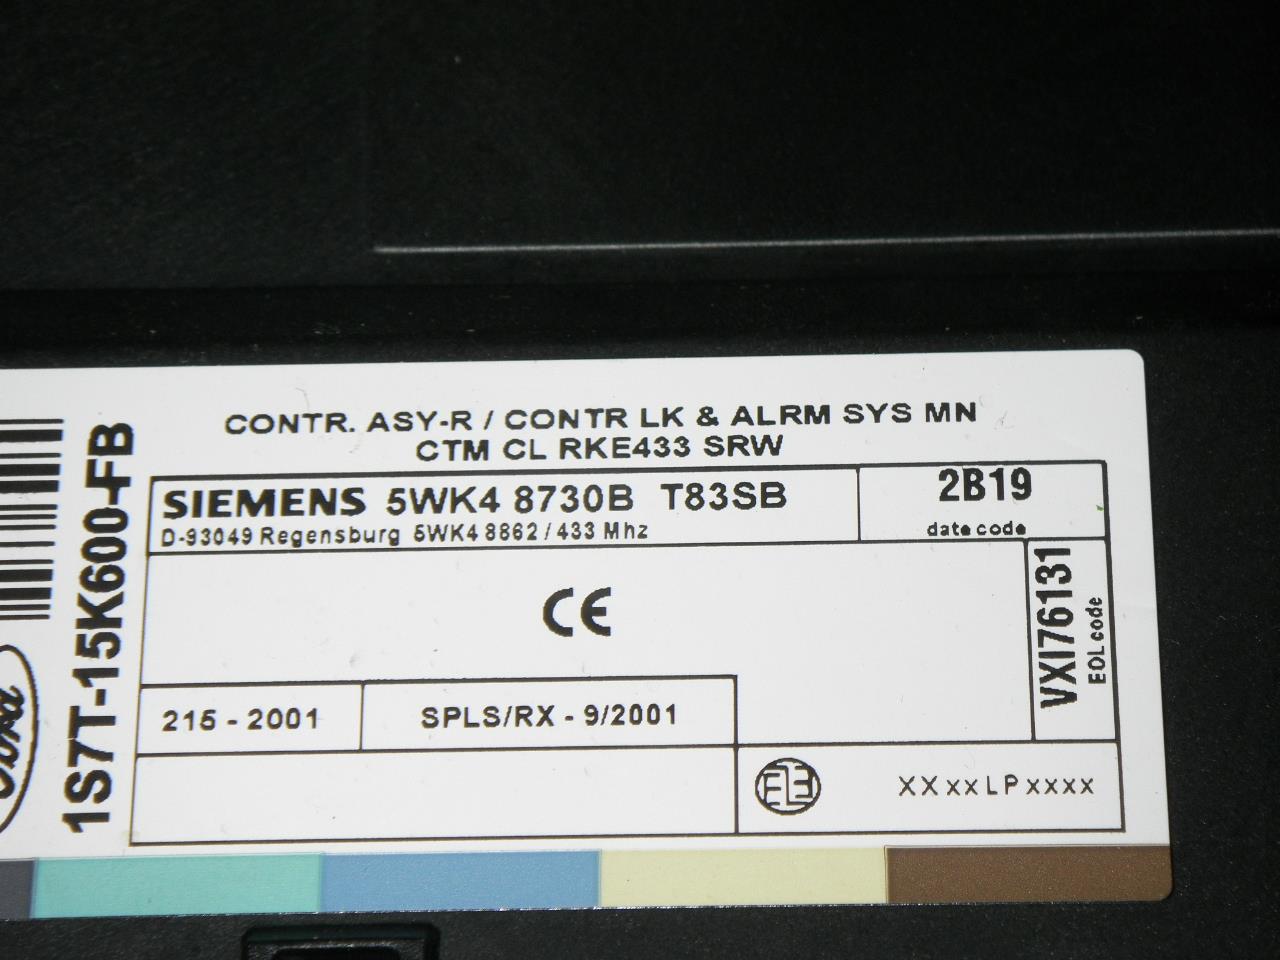 CONTR. ASY-R / CONTR LK & ALRM SYS MN
CTM CL RKE433 SRW
SIEMENS 5WK4 8730B T83SB
D-93049 Regensburg 5WK4 8862 / 433 Mhz
2B19
date code
VXI76131
EOL code
CE
215 - 2001
SPLS/RX - 9/2001
XXxxLPxxxx
1S7T-15K600-FB
Ford